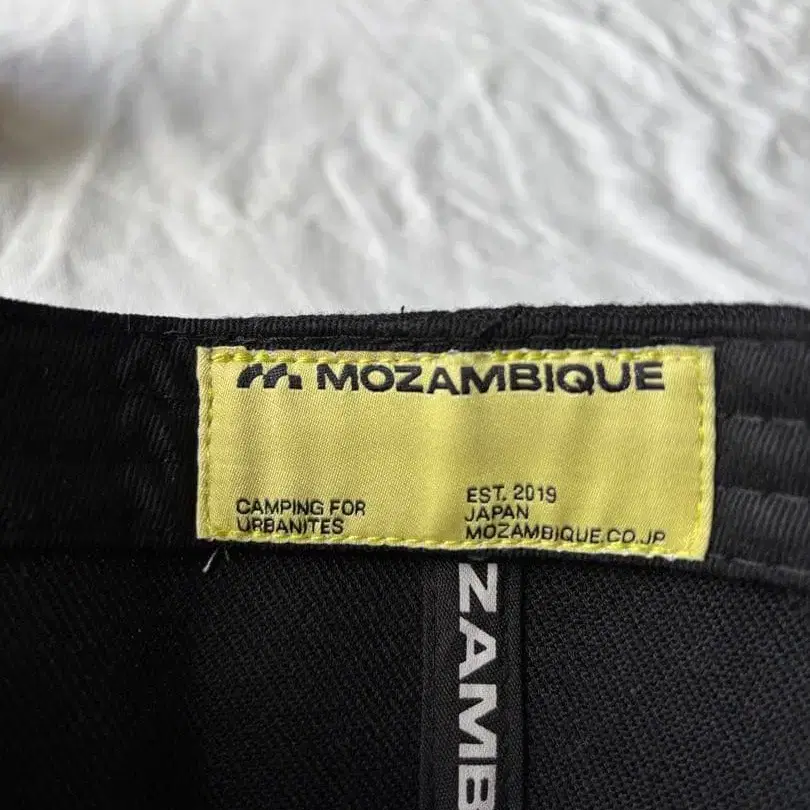 MOZAMBIQUE
CAMPING FOR
URBANITES
EST. 2019
JAPAN
MOZAMBIQUE.CO.JP
ZAMB